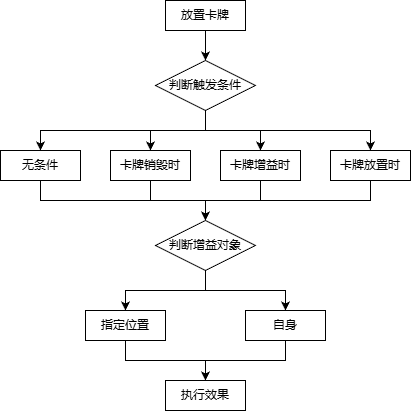 放置卡牌
判断触发条件
无条件
卡牌销毁时
卡牌增益时
卡牌放置时
判断增益对象
指定位置
自身
执行效果